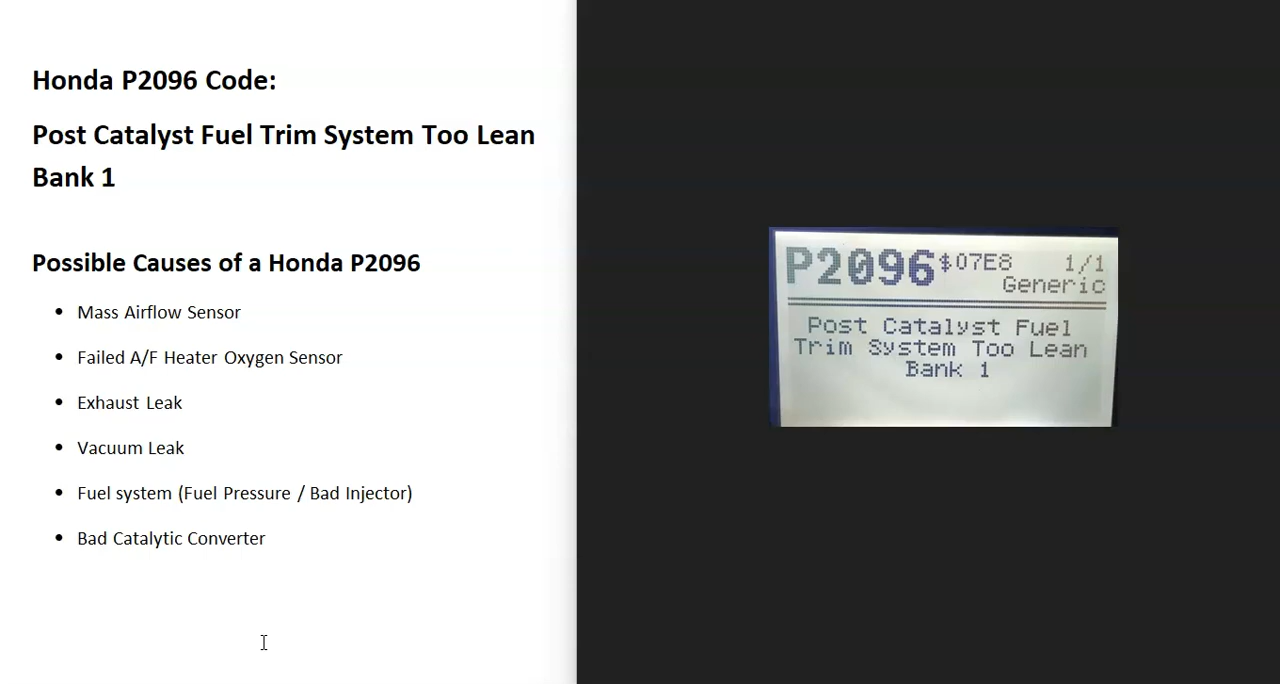 Honda P2096 Code:
Post Catalyst Fuel Trim System Too Lean
Bank 1
Possible Causes of a Honda P2096
• Mass Airflow Sensor
• Failed A/F Heater Oxygen Sensor
• Exhaust Leak
• Vacuum Leak
• Fuel system (Fuel Pressure / Bad Injector)
• Bad Catalytic Converter
P2096 $07E8 1/1
Generic
Post Catalyst Fuel
Trim System Too Lean
Bank 1